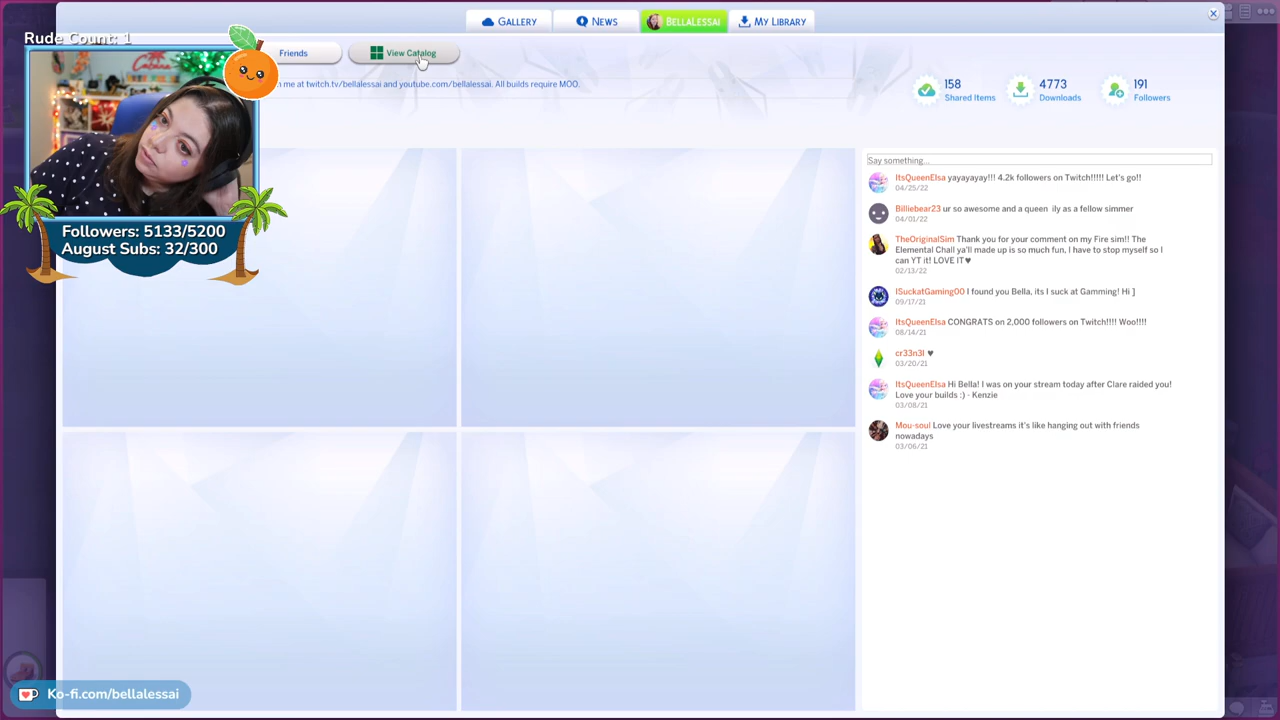 GALLERY
NEWS
BELLALESSAI
MY LIBRARY
Rude Count: 1
Friends
View Catalog
me at twitch.tv/bellalessai and youtube.com/bellalessai. All builds require MOO.
158
Shared Items
4773
Downloads
191
Followers
Followers: 5133/5200
August Subs: 32/300
Say something...
ItsQueenElsa yayayayay!!! 4.2k followers on Twitch!!!!! Let's go!!
04/25/22
Billiebear23 ur so awesome and a queen ily as a fellow simmer
04/01/22
TheOriginalSim Thank you for your comment on my Fire sim!! The
Elemental Chall ya'll made up is so much fun, I have to stop myself so I
can YT it! LOVE IT♥
02/13/22
ISuckatGaming00 I found you Bella, its I suck at Gamming! Hi ]
09/17/21
ItsQueenElsa CONGRATS on 2,000 followers on Twitch!!!! Woo!!!!
08/14/21
cr33n3l ♥
03/20/21
ItsQueenElsa Hi Bella! I was on your stream today after Clare raided you!
Love your builds :) - Kenzie
03/08/21
Mou-soul Love your livestreams it's like hanging out with friends
nowadays
03/06/21
Ko-fi.com/bellalessai